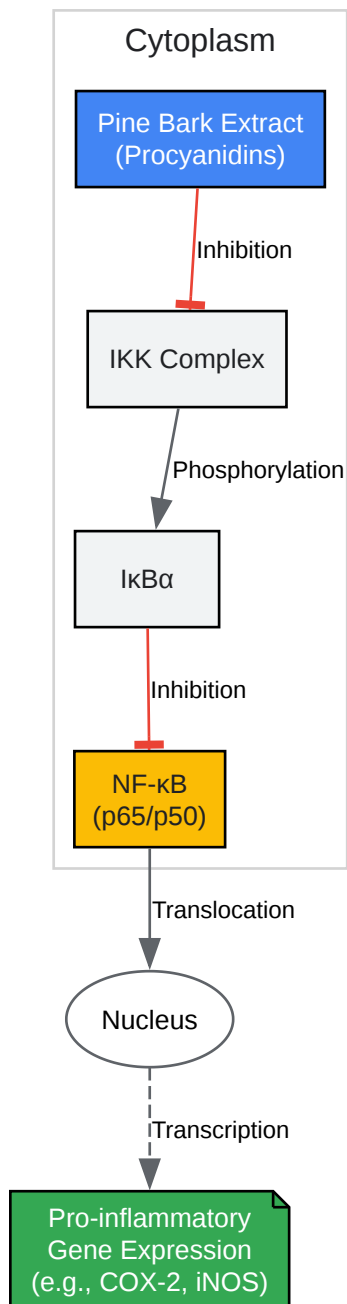 Cytoplasm
Pine Bark Extract
(Procyanidins)
Inhibition
IKK Complex
Phosphorylation
IκBα
Inhibition
NF-κB
(p65/p50)
Translocation
Nucleus
Transcription
Pro-inflammatory
Gene Expression
(e.g., COX-2, iNOS)